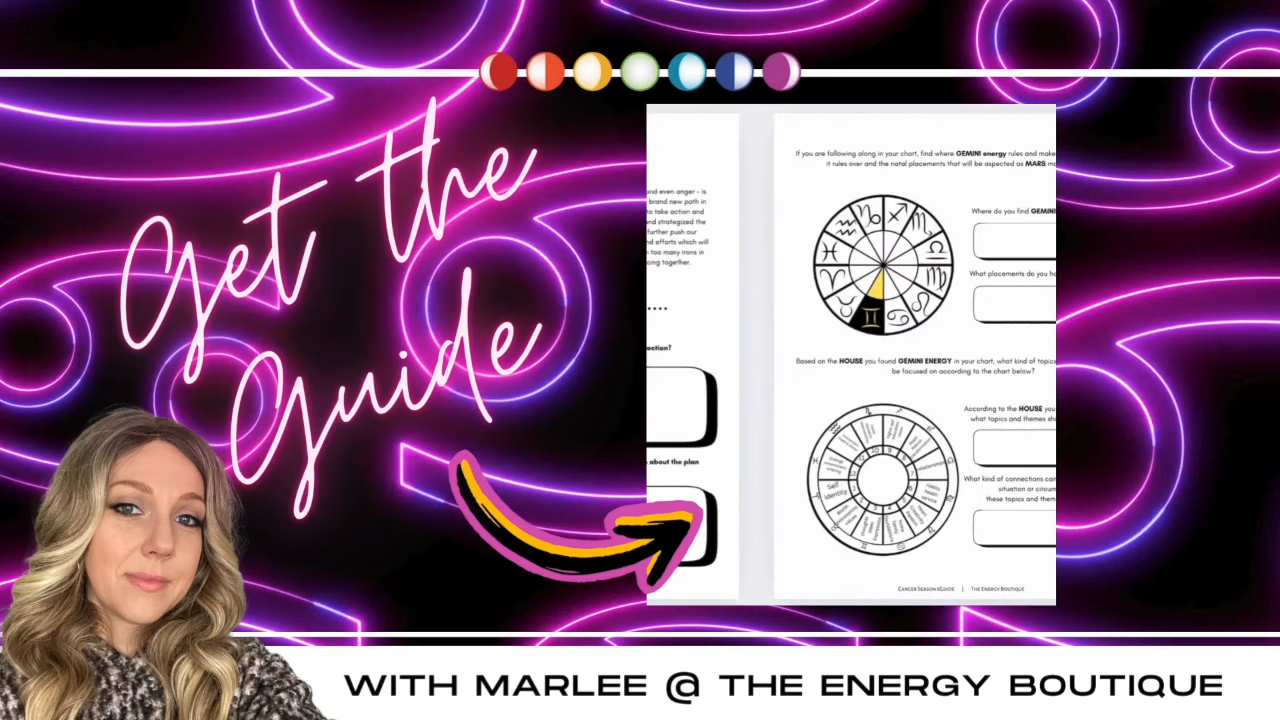 Get the
Guide
and even anger - is
brand new path in
to take action and
and strategized the
further push our
nd efforts which will
n too many irons in
cing together.
ection?
about the plan
If you are following along in your chart, find where GEMINI energy rules and make
it rules over and the natal placements that will be aspected as MARS
Where do you find GEMINI
What placements do you ha
Based on the HOUSE you found GEMINI ENERGY in your chart, what kind of topics
be focused on according to the chart below?
According to the HOUSE you
what topics and themes sh
Self
Identity
What kind of connections can
situation or circum
these topics and them
CANCER SEASON EGUIDE | THE ENERGY BOUTIQUE
WITH MARLEE @ THE ENERGY BOUTIQUE